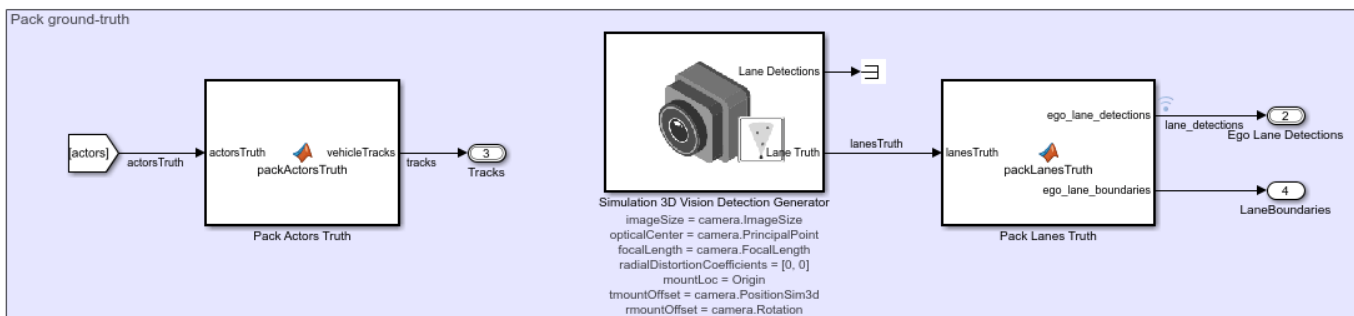 Pack ground-truth
[actors]
actorsTruth
actorsTruth
packActorsTruth
vehicleTracks
Pack Actors Truth
tracks
3
Tracks
Lane Detections
Lane Truth
Simulation 3D Vision Detection Generator
imageSize = camera.ImageSize
opticalCenter = camera.PrincipalPoint
focalLength = camera.FocalLength
radialDistortionCoefficients = [0, 0]
mountLoc = Origin
tmountOffset = camera.PositionSim3d
rmountOffset = camera.Rotation
lanesTruth
lanesTruth
packLanesTruth
ego_lane_detections
ego_lane_boundaries
Pack Lanes Truth
lane_detections
2
Ego Lane Detections
4
LaneBoundaries